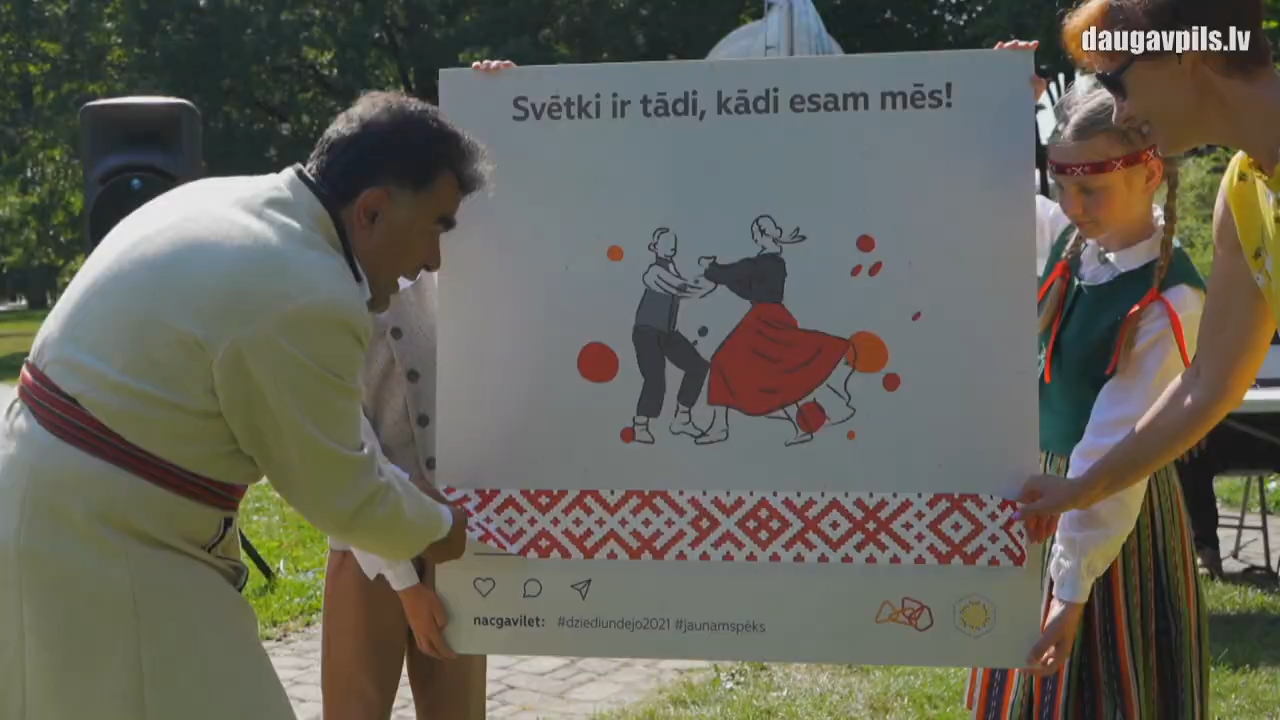 daugavpils.lv
Svētki ir tādi, kādi esam mēs!
nacgavilet: #dziediundejo2021 #jaunamspēks